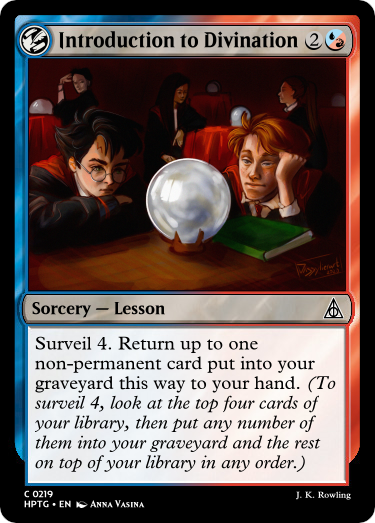 Introduction to Divination 2
Sorcery — Lesson
Surveil 4. Return up to one
non-permanent card put into your
graveyard this way to your hand. (To
surveil 4, look at the top four cards of
your library, then put any number of
them into your graveyard and the rest
on top of your library in any order.)
C 0219
HPTG • EN Anna Vasina
J. K. Rowling